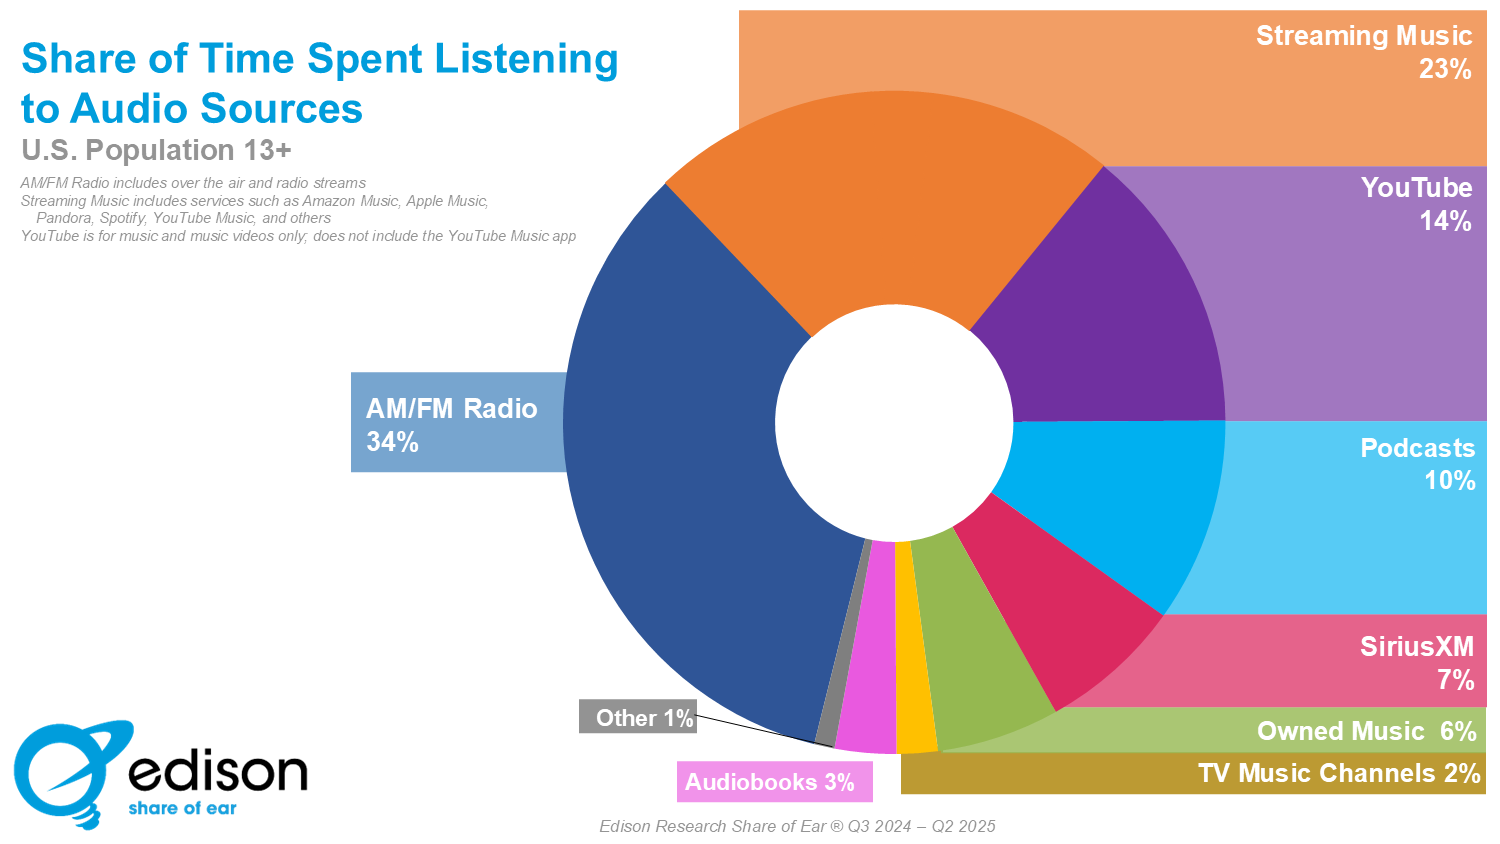 Share of Time Spent Listening
to Audio Sources
U.S. Population 13+
AM/FM Radio includes over the air and radio streams
Streaming Music includes services such as Amazon Music, Apple Music,
Pandora, Spotify, YouTube Music, and others
YouTube is for music and music videos only; does not include the YouTube Music app
Streaming Music
23%
YouTube
14%
AM/FM Radio
34%
Podcasts
10%
SiriusXM
7%
Other 1%
Owned Music 6%
TV Music Channels 2%
Audiobooks 3%
edison
share of ear
Edison Research Share of Ear ® Q3 2024 – Q2 2025